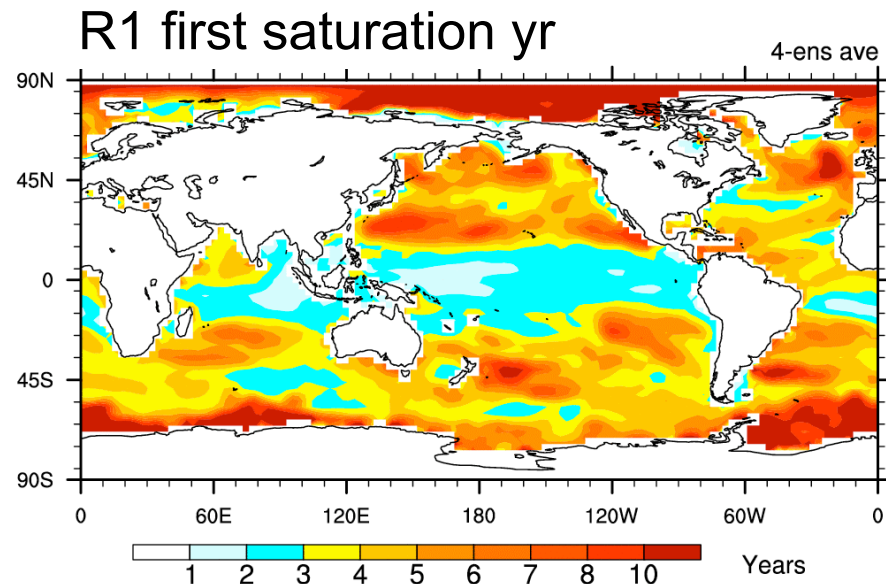 R1 first saturation yr
4-ens ave
90N
45N
0
45S
90S
0 60E 120E 180 120W 60W 0
1 2 3 4 5 6 7 8 10
Years